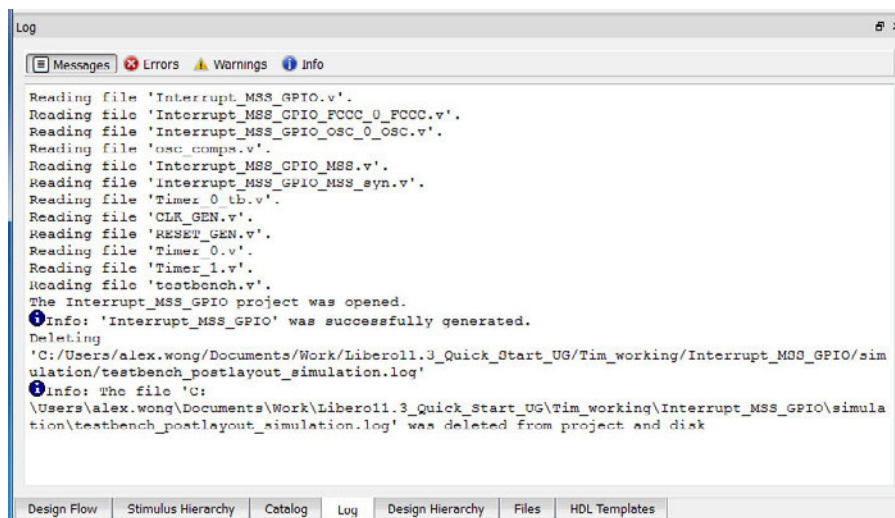 Log
Messages Errors Warnings Info
Reading file 'Interrupt_MSS_GPIO.v'.
Reading file 'Interrupt_MSS_GPIO_FCCC_0_FCCC.v'.
Reading file 'Interrupt_MSS_GPIO_OSC_0_OSC.v'.
Reading file 'osc_comps.v'.
Reading file 'Interrupt_MSS_GPIO_MSS.v'.
Reading file 'Interrupt_MSS_GPIO_MSS_syn.v'.
Reading file 'Timer_0_tb.v'.
Reading file 'CLK_GEN.v'.
Reading file 'RESET_GEN.v'.
Reading file 'Timer_0.v'.
Reading file 'Timer_1.v'.
Reading file 'testbench.v'.
The Interrupt_MSS_GPIO project was opened.
Info: 'Interrupt_MSS_GPIO' was successfully generated.
Deleting
'C:/Users/alex.wong/Documents/Work/Libero11.3_Quick_Start_UG/Tim_working/Interrupt_MSS_GPIO/sim
ulation/testbench_postlayout_simulation.log'
Info: The file 'C:
\Users\alex.wong\Documents\Work\Libero11.3_Quick_Start_UG\Tim_working\Interrupt_MSS_GPIO\simula
tion\testbench_postlayout_simulation.log' was deleted from project and disk
Design Flow Stimulus Hierarchy Catalog Log Design Hierarchy Files HDL Templates